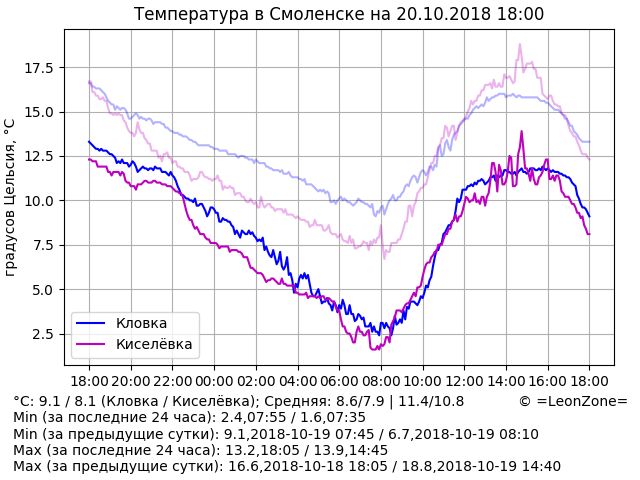 Температура в Смоленске на 20.10.2018 18:00
градусов Цельсия, °C
17.5
15.0
12.5
10.0
7.5
5.0
2.5
Кловка
Киселёвка
18:00 20:00 22:00 00:00 02:00 04:00 06:00 08:00 10:00 12:00 14:00 16:00 18:00
°C: 9.1 / 8.1 (Кловка / Киселёвка); Средняя: 8.6/7.9 | 11.4/10.8 © =LeonZone=
Min (за последние 24 часа): 2.4,07:55 / 1.6,07:35
Min (за предыдущие сутки): 9.1,2018-10-19 07:45 / 6.7,2018-10-19 08:10
Max (за последние 24 часа): 13.2,18:05 / 13.9,14:45
Max (за предыдущие сутки): 16.6,2018-10-18 18:05 / 18.8,2018-10-19 14:40